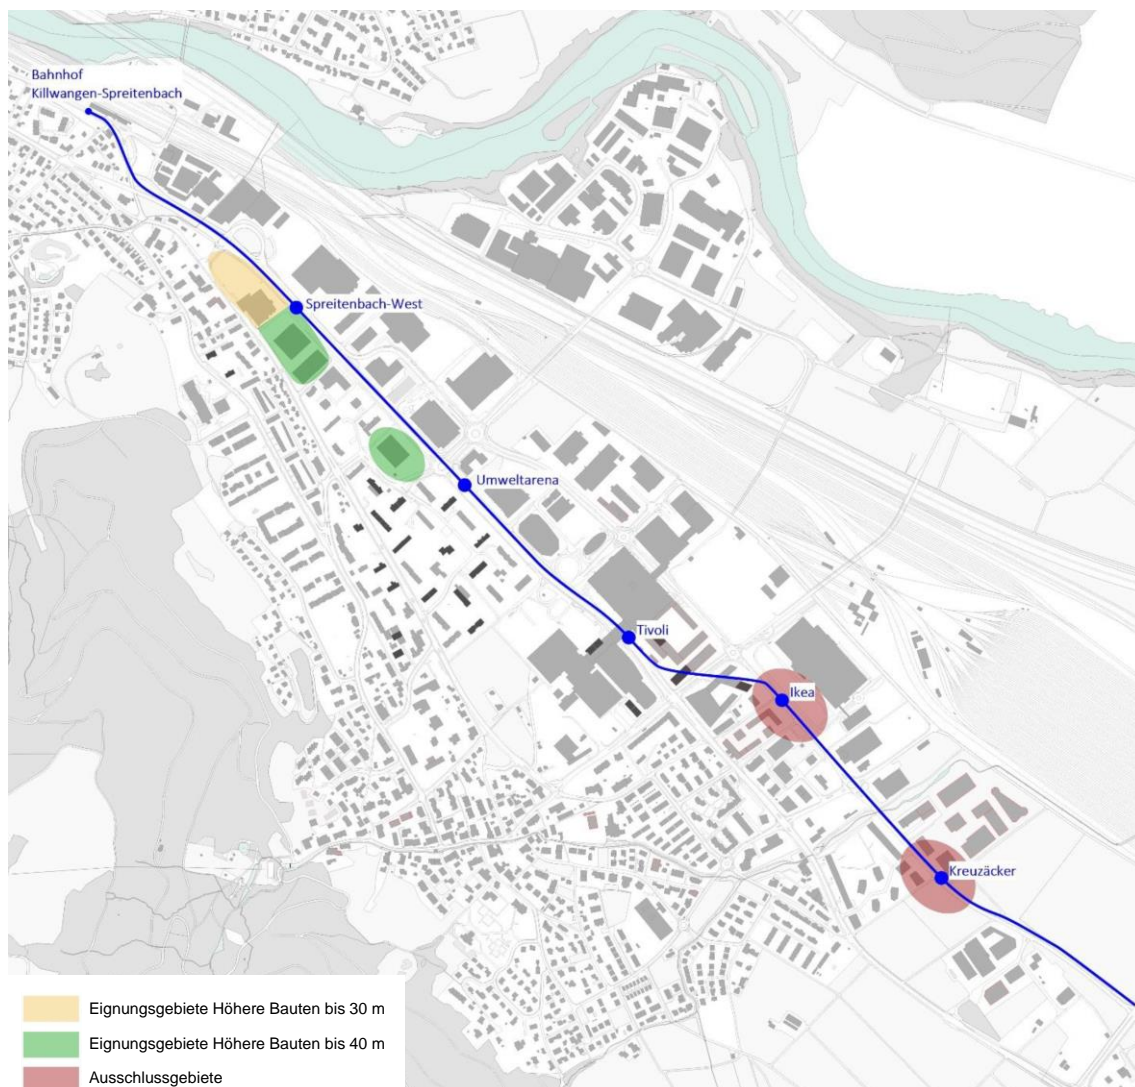 Bahnhof
Killwangen-Spreitenbach
Spreitenbach-West
Umweltarena
Tivoli
Ikea
Kreuzäcker
Eignungsgebiete Höhere Bauten bis 30 m
Eignungsgebiete Höhere Bauten bis 40 m
Ausschlussgebiete